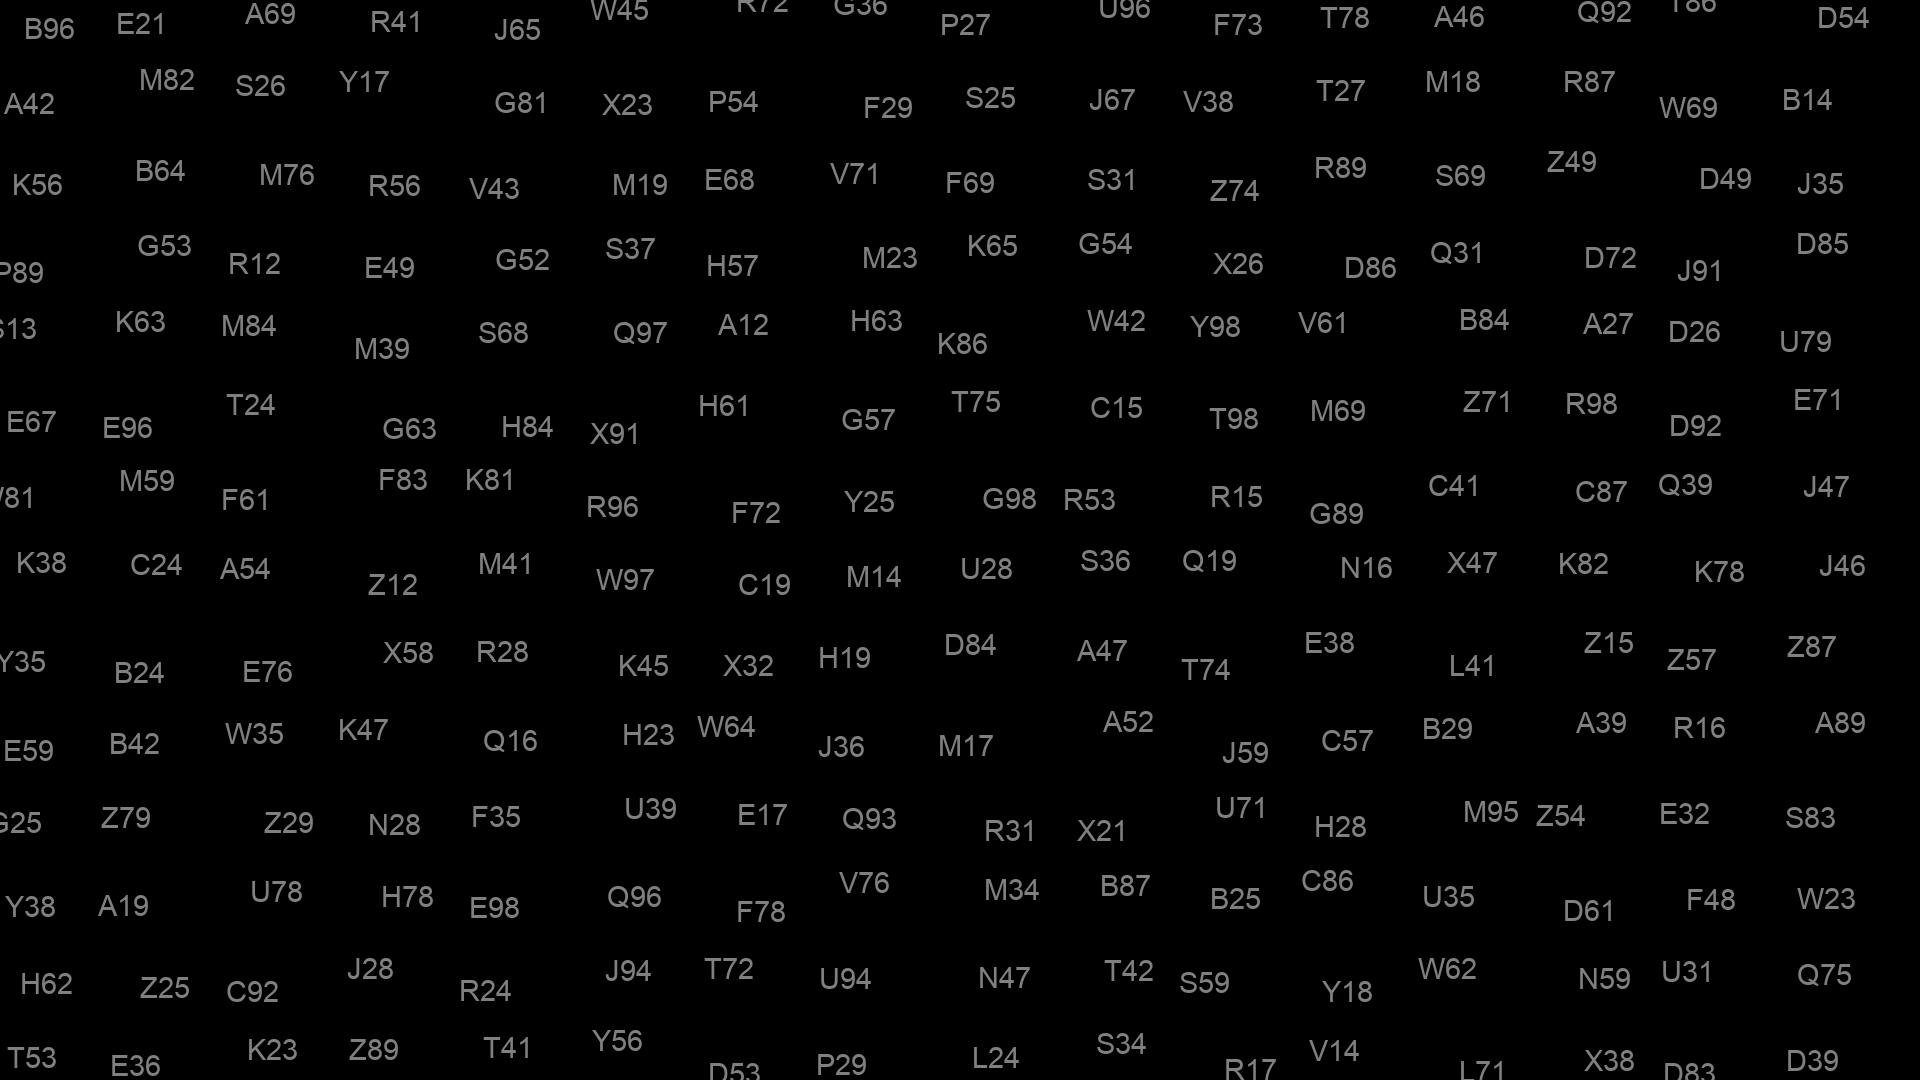 B96 E21 A69 R41 J65 W45 R72 G36 P27 U96 F73 T78 A46 Q92 T86 D54
A42 M82 S26 Y17 G81 X23 P54 F29 S25 J67 V38 T27 M18 R87 W69 B14
K56 B64 M76 R56 V43 M19 E68 V71 F69 S31 Z74 R89 S69 Z49 D49 J35
P89 G53 R12 E49 G52 S37 H57 M23 K65 G54 X26 D86 Q31 D72 J91 D85
S13 K63 M84 M39 S68 Q97 A12 H63 K86 W42 Y98 V61 B84 A27 D26 U79
E67 E96 T24 G63 H84 X91 H61 G57 T75 C15 T98 M69 Z71 R98 D92 E71
M59 F61 F83 K81 R96 F72 Y25 G98 R53 R15 G89 C41 C87 Q39 J47
K38 C24 A54 Z12 M41 W97 C19 M14 U28 S36 Q19 N16 X47 K82 K78 J46
Y35 B24 E76 X58 R28 K45 X32 H19 D84 A47 T74 E38 L41 Z15 Z57 Z87
E59 B42 W35 K47 Q16 H23 W64 J36 M17 A52 J59 C57 B29 A39 R16 A89
G25 Z79 Z29 N28 F35 U39 E17 Q93 R31 X21 U71 H28 M95 Z54 E32 S83
Y38 A19 U78 H78 E98 Q96 F78 V76 M34 B87 B25 C86 U35 D61 F48 W23
H62 Z25 C92 J28 R24 J94 T72 U94 N47 T42 S59 Y18 W62 N59 U31 Q75
T53 E36 K23 Z89 T41 Y56 D53 P29 L24 S34 R17 V14 L71 X38 D83 D39